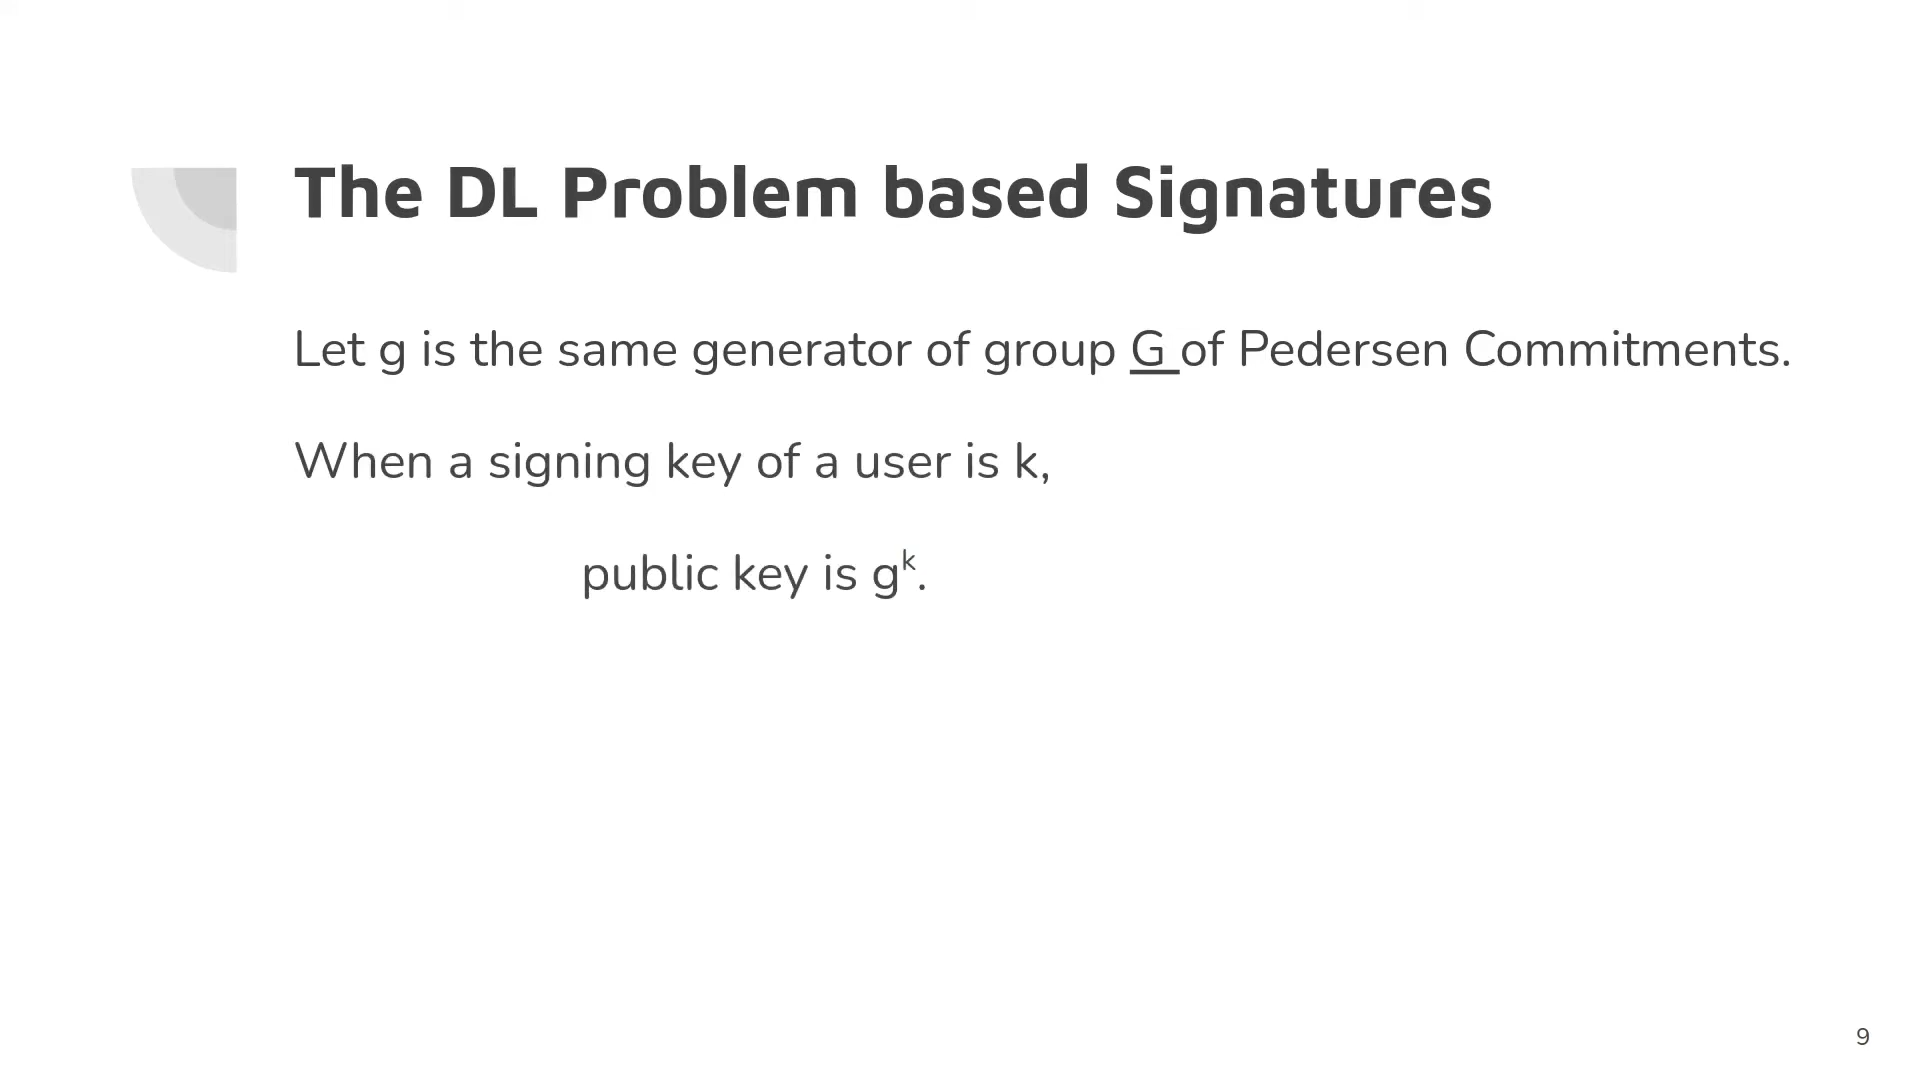 The DL Problem based Signatures
Let g is the same generator of group G of Pedersen Commitments.
When a signing key of a user is k,
public key is gᵏ.
9